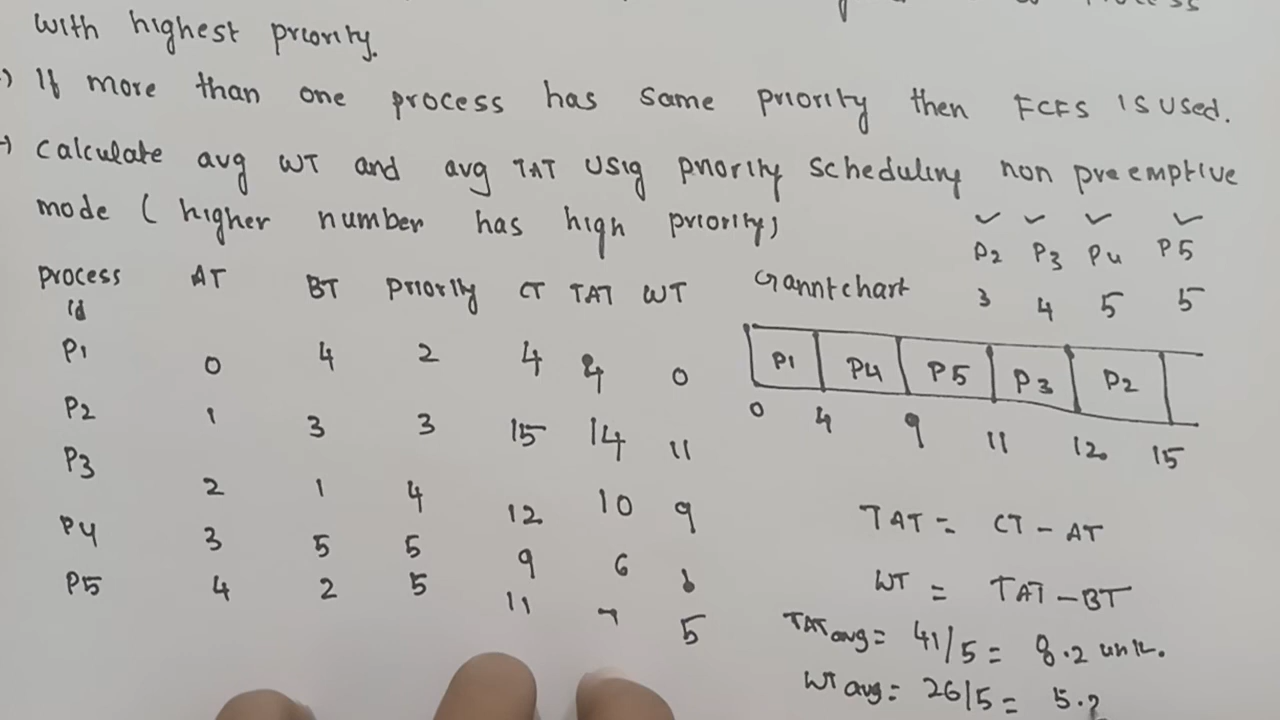 with highest priority.
If more than one process has same priority then FCFS is used.
calculate avg WT and avg TAT usig priority scheduling non preemptive
mode ( higher number has high priority)
process id AT BT priority CT TAT WT
P1 0 4 2 4 4 0
P2 1 3 3 15 14 11
P3 2 1 4 12 10 9
P4 3 5 5 9 6
P5 4 2 5 11 7 5
P2 P3 P4 P5
3 4 5 5
Ganntchart
P1 P4 P5 P3 P2
0 4 9 11 12 15
TAT = CT - AT
WT = TAT - BT
TAT avg = 41/5 = 8.2 unit.
WT avg = 26/5 = 5.2